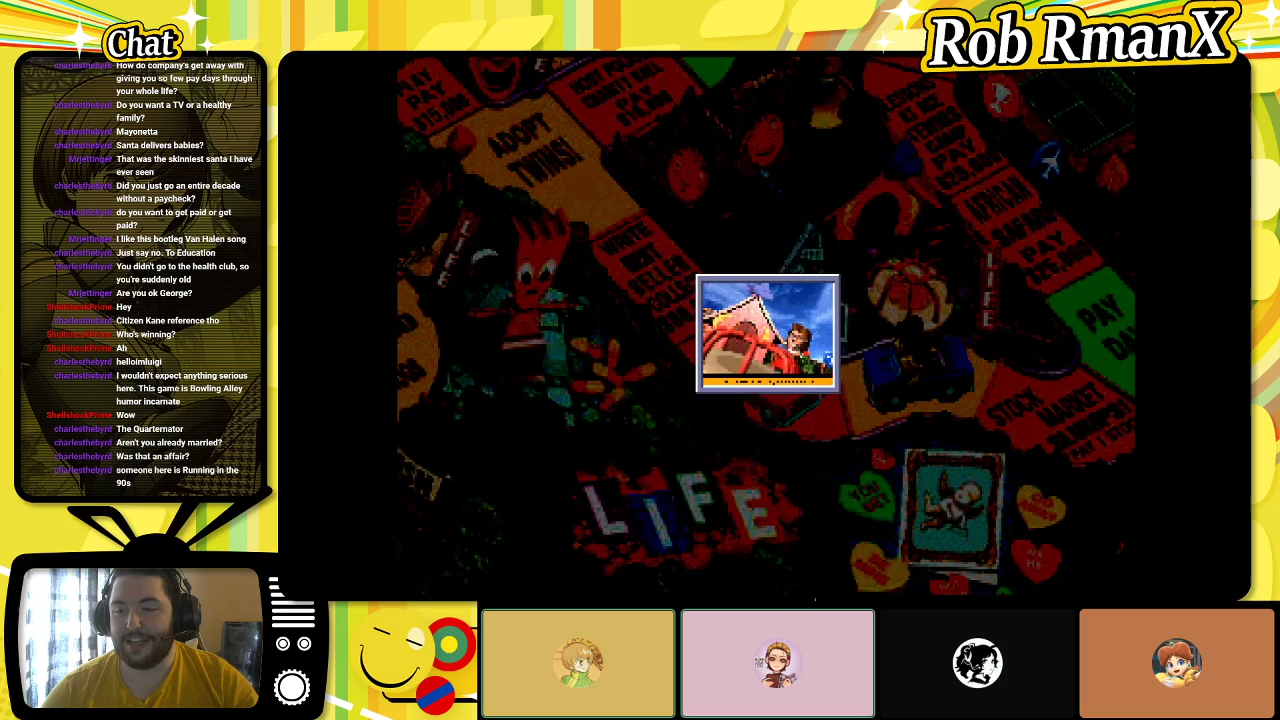 Chat
Rob RmanX
charlesthebyrd How do company's get away with
giving you so few pay days through
your whole life?
charlesthebyrd Do you want a TV or a healthy
family?
charlesthebyrd Mayonetta
charlesthebyrd Santa delivers babies?
Mrjettinger That was the skinniest santa I have
ever seen
charlesthebyrd Did you just go an entire decade
without a paycheck?
charlesthebyrd do you want to get paid or get
paid?
Mrjettinger I like this bootleg Van Halen song
charlesthebyrd Just say no. To Education
charlesthebyrd You didn't go to the health club, so
you're suddenly old
Mrjettinger Are you ok George?
ShellshockPrime Hey
charlesthebyrd Citizen Kane reference tho
ShellshockPrime Who's winning?
ShellshockPrime Ah
charlesthebyrd helloimluigi
charlesthebyrd I wouldn't expect anything serious
here. This game is Bowling Alley
humor incarnate
ShellshockPrime Wow
charlesthebyrd The Quarternator
charlesthebyrd Aren't you already married?
charlesthebyrd Was that an affair?
charlesthebyrd someone here is Running in the
90s
LIFE
LIFE